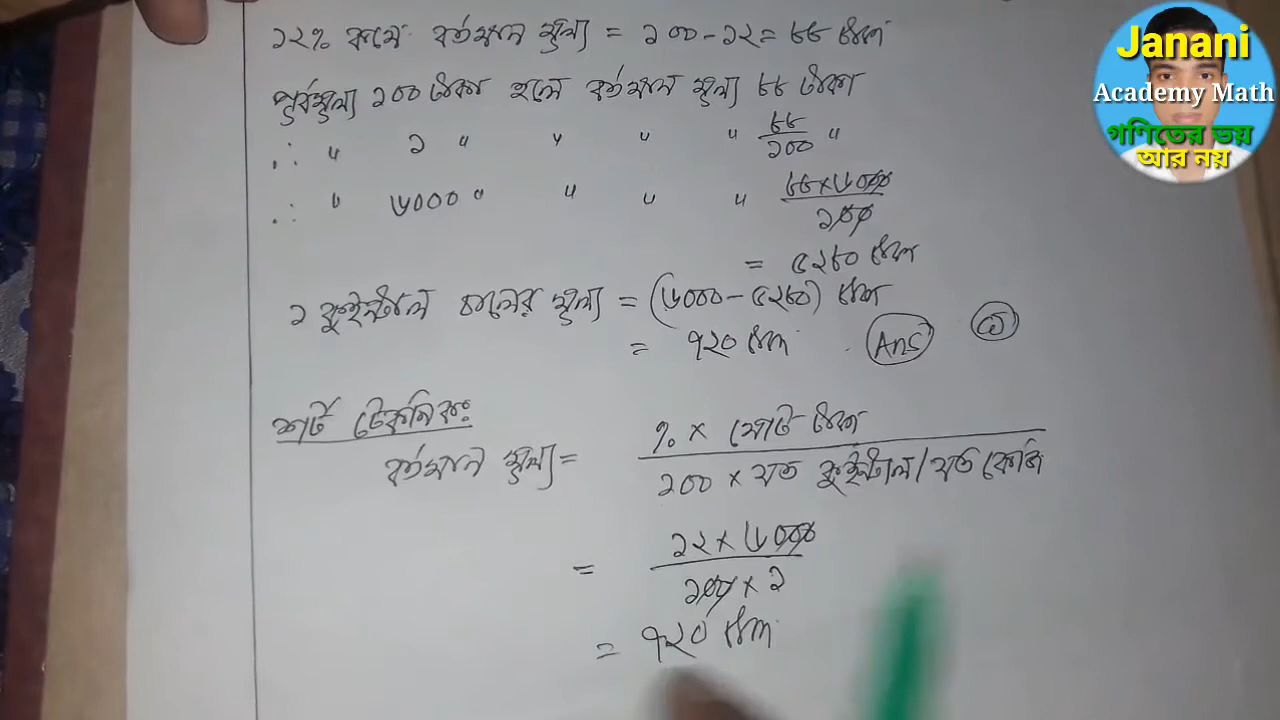 ১২% কমে বর্তমান মূল্য = ১০০-১২= ৮৮ টাকা
পূর্বমূল্য ১০০ টাকা হলে বর্তমান মূল্য ৮৮ টাকা
∴ " ১ " " " " ৮৮/১০০ "
∴ " ৬০০০ " " " " ৮৮×৬০০০/১০০
= ৫২৮০ টাকা
১ কুইন্টাল চালের মূল্য = (৬০০০-৫২৮০) টাকা
= ৭২০ টাকা Ans
শর্ট টেকনিকঃ
বর্তমান মূল্য = % × মোট টাকা / ১০০ × যত কুইন্টাল/যত কেজি
= ১২ × ৬০০০ / ১০০ × ১
= ৭২০ টাকা
Janani
Academy Math
গণিতের ভয়
আর নয়